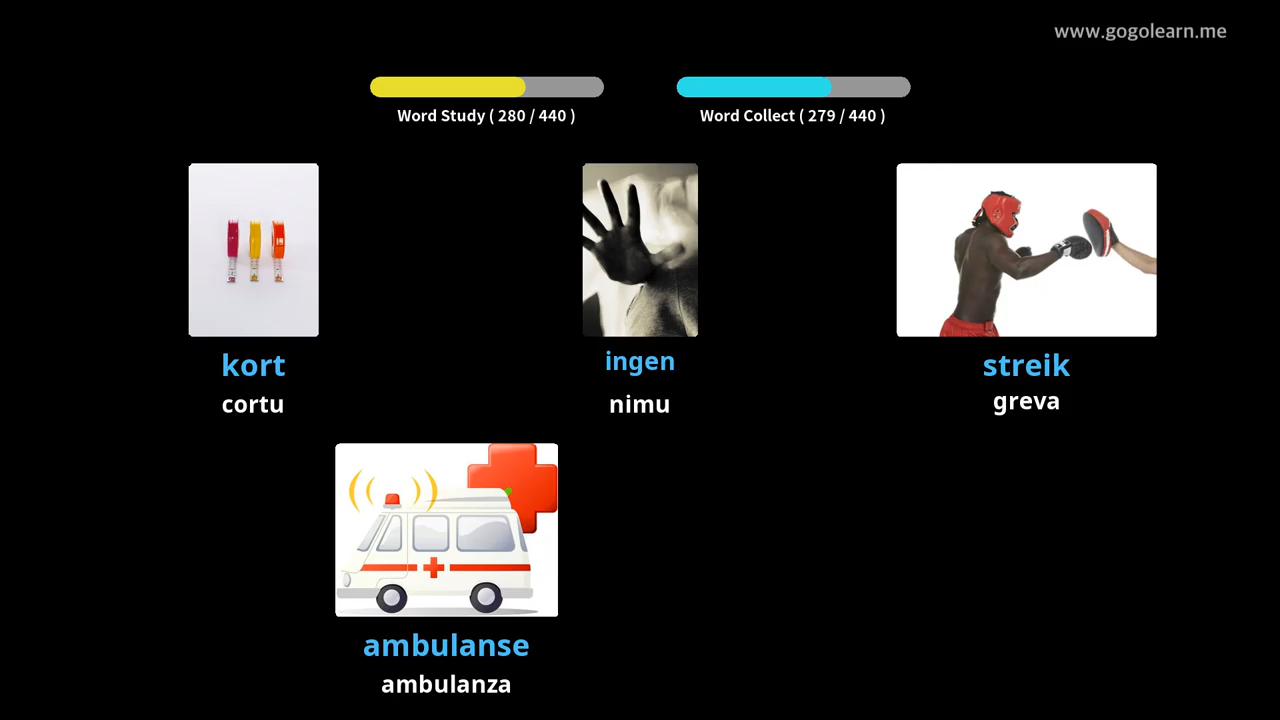 www.gogolearn.me
Word Study ( 280 / 440 )
Word Collect ( 279 / 440 )
kort
cortu
ingen
nimu
streik
greva
ambulanse
ambulanza